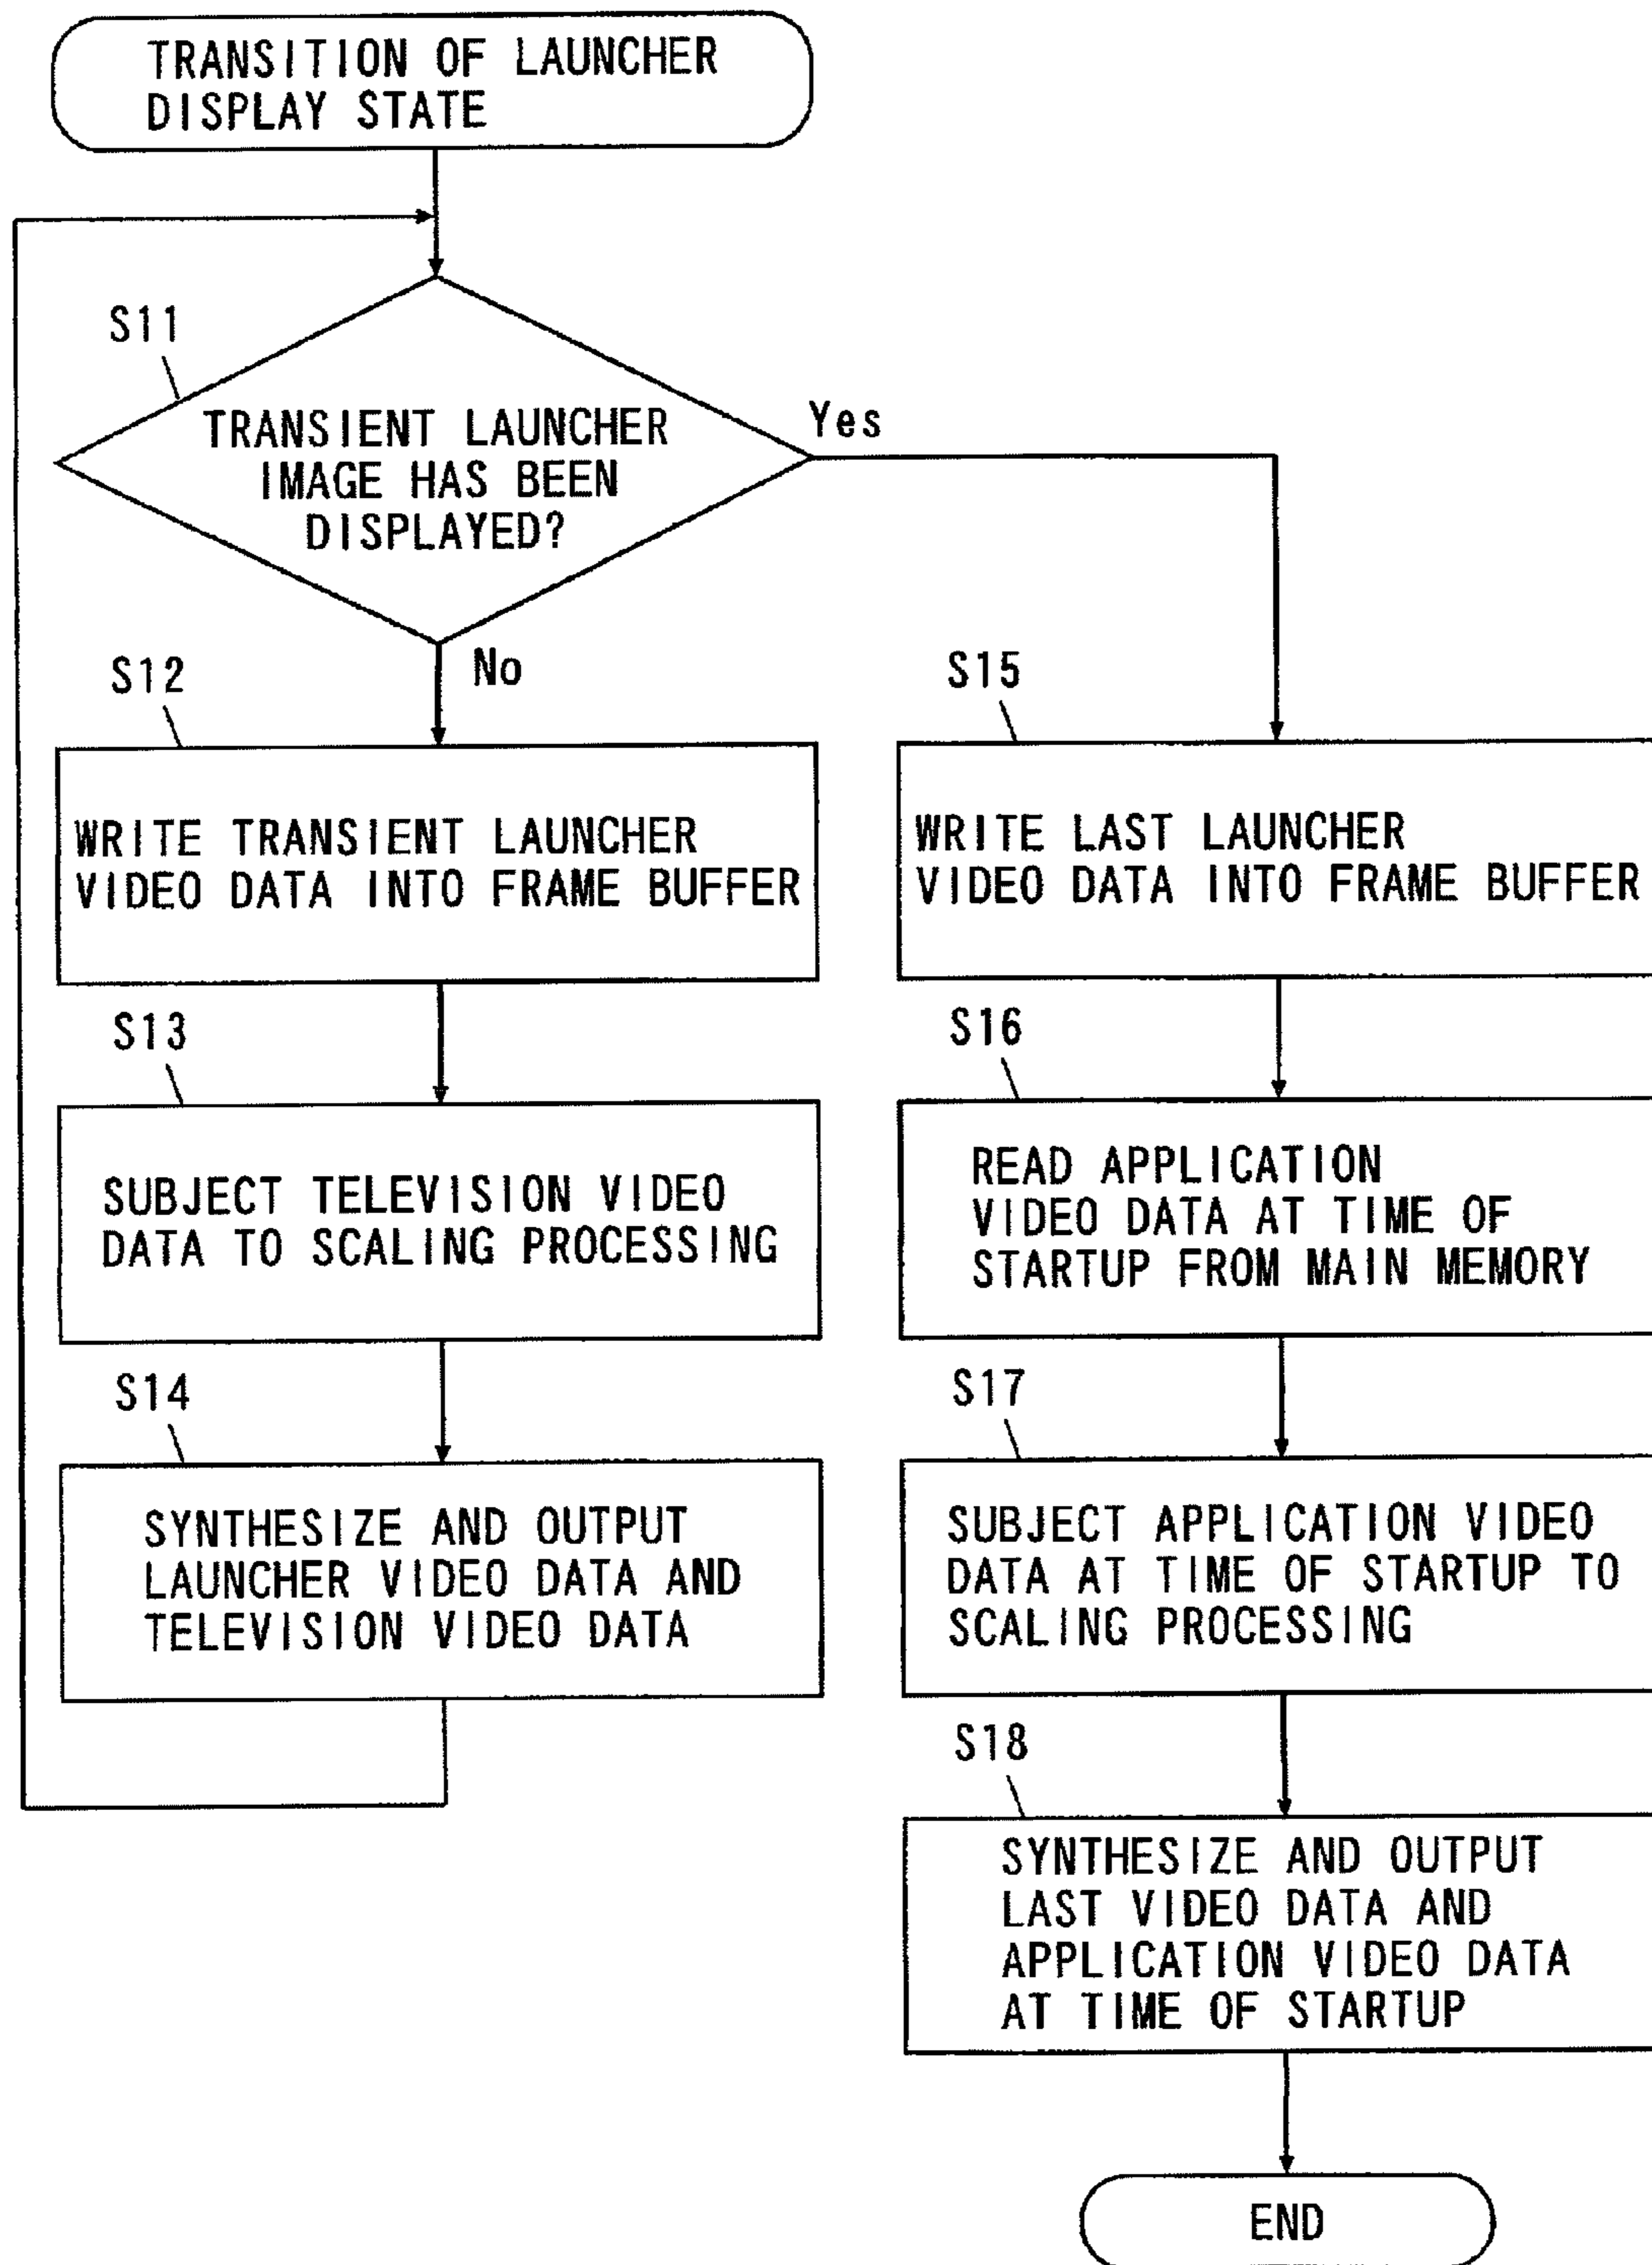 TRANSITION OF LAUNCHER
DISPLAY STATE
S11
TRANSIENT LAUNCHER
IMAGE HAS BEEN
DISPLAYED?
Yes
No
S12
WRITE TRANSIENT LAUNCHER
VIDEO DATA INTO FRAME BUFFER
S13
SUBJECT TELEVISION VIDEO
DATA TO SCALING PROCESSING
S14
SYNTHESIZE AND OUTPUT
LAUNCHER VIDEO DATA AND
TELEVISION VIDEO DATA
S15
WRITE LAST LAUNCHER
VIDEO DATA INTO FRAME BUFFER
S16
READ APPLICATION
VIDEO DATA AT TIME OF
STARTUP FROM MAIN MEMORY
S17
SUBJECT APPLICATION VIDEO
DATA AT TIME OF STARTUP TO
SCALING PROCESSING
S18
SYNTHESIZE AND OUTPUT
LAST VIDEO DATA AND
APPLICATION VIDEO DATA
AT TIME OF STARTUP
END